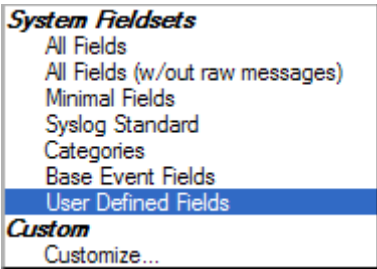 System Fieldsets
All Fields
All Fields (w/out raw messages)
Minimal Fields
Syslog Standard
Categories
Base Event Fields
User Defined Fields
Custom
Customize...